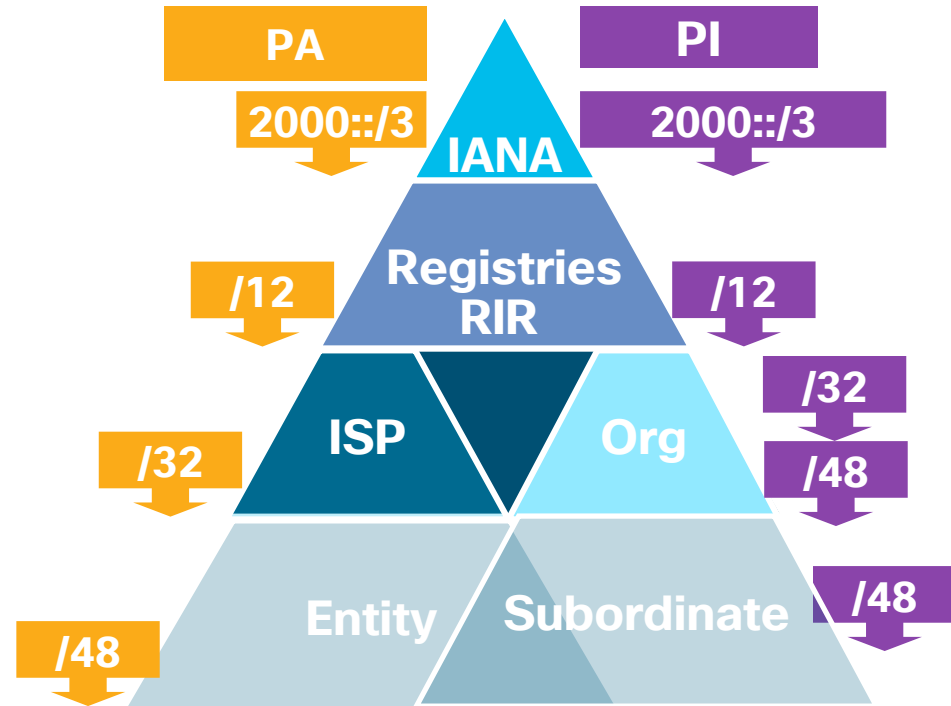 PA
PI
2000::/3
IANA
2000::/3
/12
Registries
RIR
/12
/32
ISP
Org
/32
/48
Entity
Subordinate
/48
/48